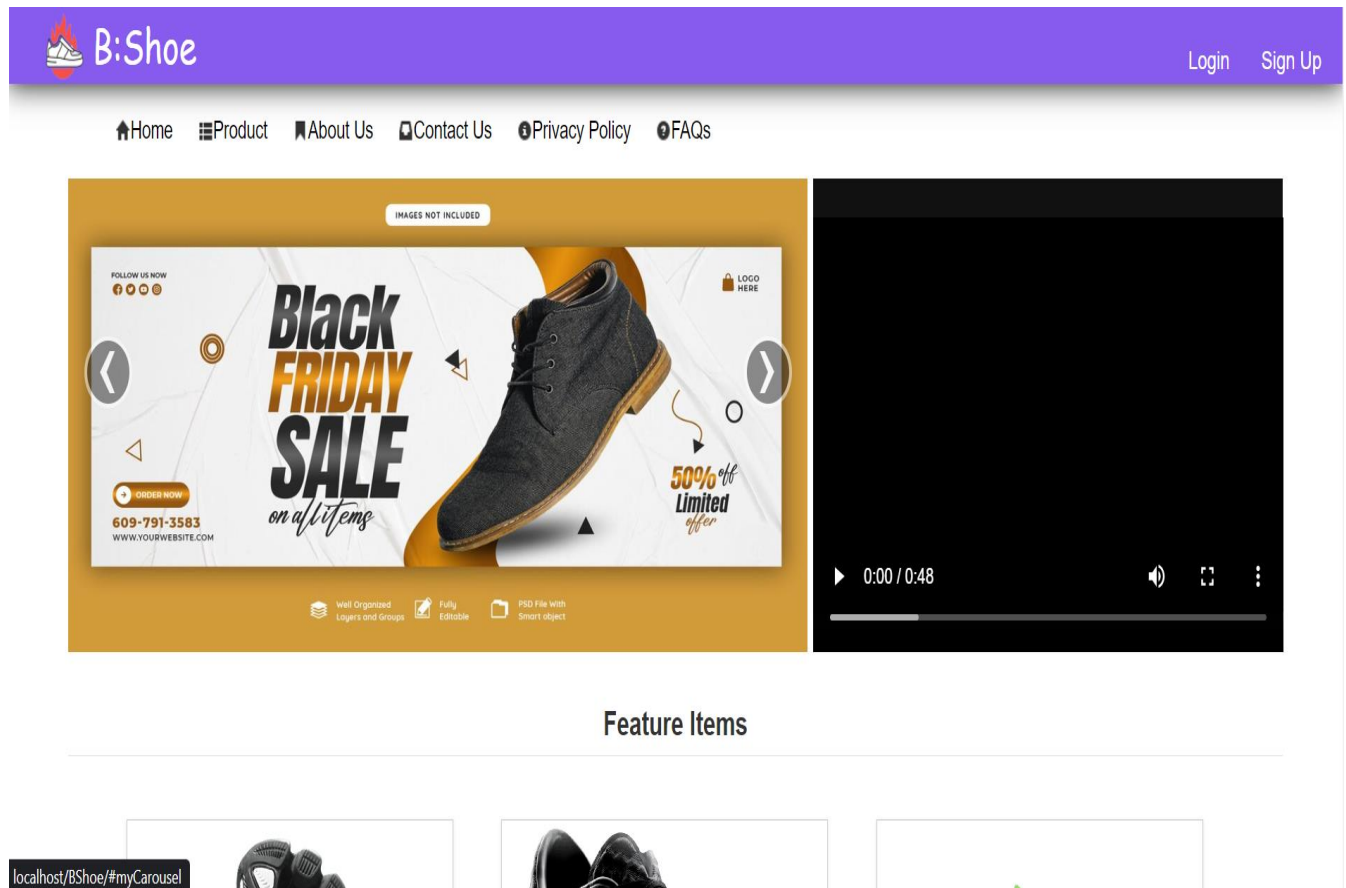 B:Shoe
Login Sign Up
Home Product About Us Contact Us Privacy Policy FAQs
IMAGES NOT INCLUDED
FOLLOW US NOW
LOGO
HERE
Black
FRIDAY
SALE
on all items
ORDER NOW
609-791-3583
WWW.YOURWEBSITE.COM
50% off
Limited
offer
Well Organized
Layers and Groups
Fully
Editable
PSD File With
Smart object
0:00 / 0:48
Feature Items
localhost/BShoe/#myCarousel